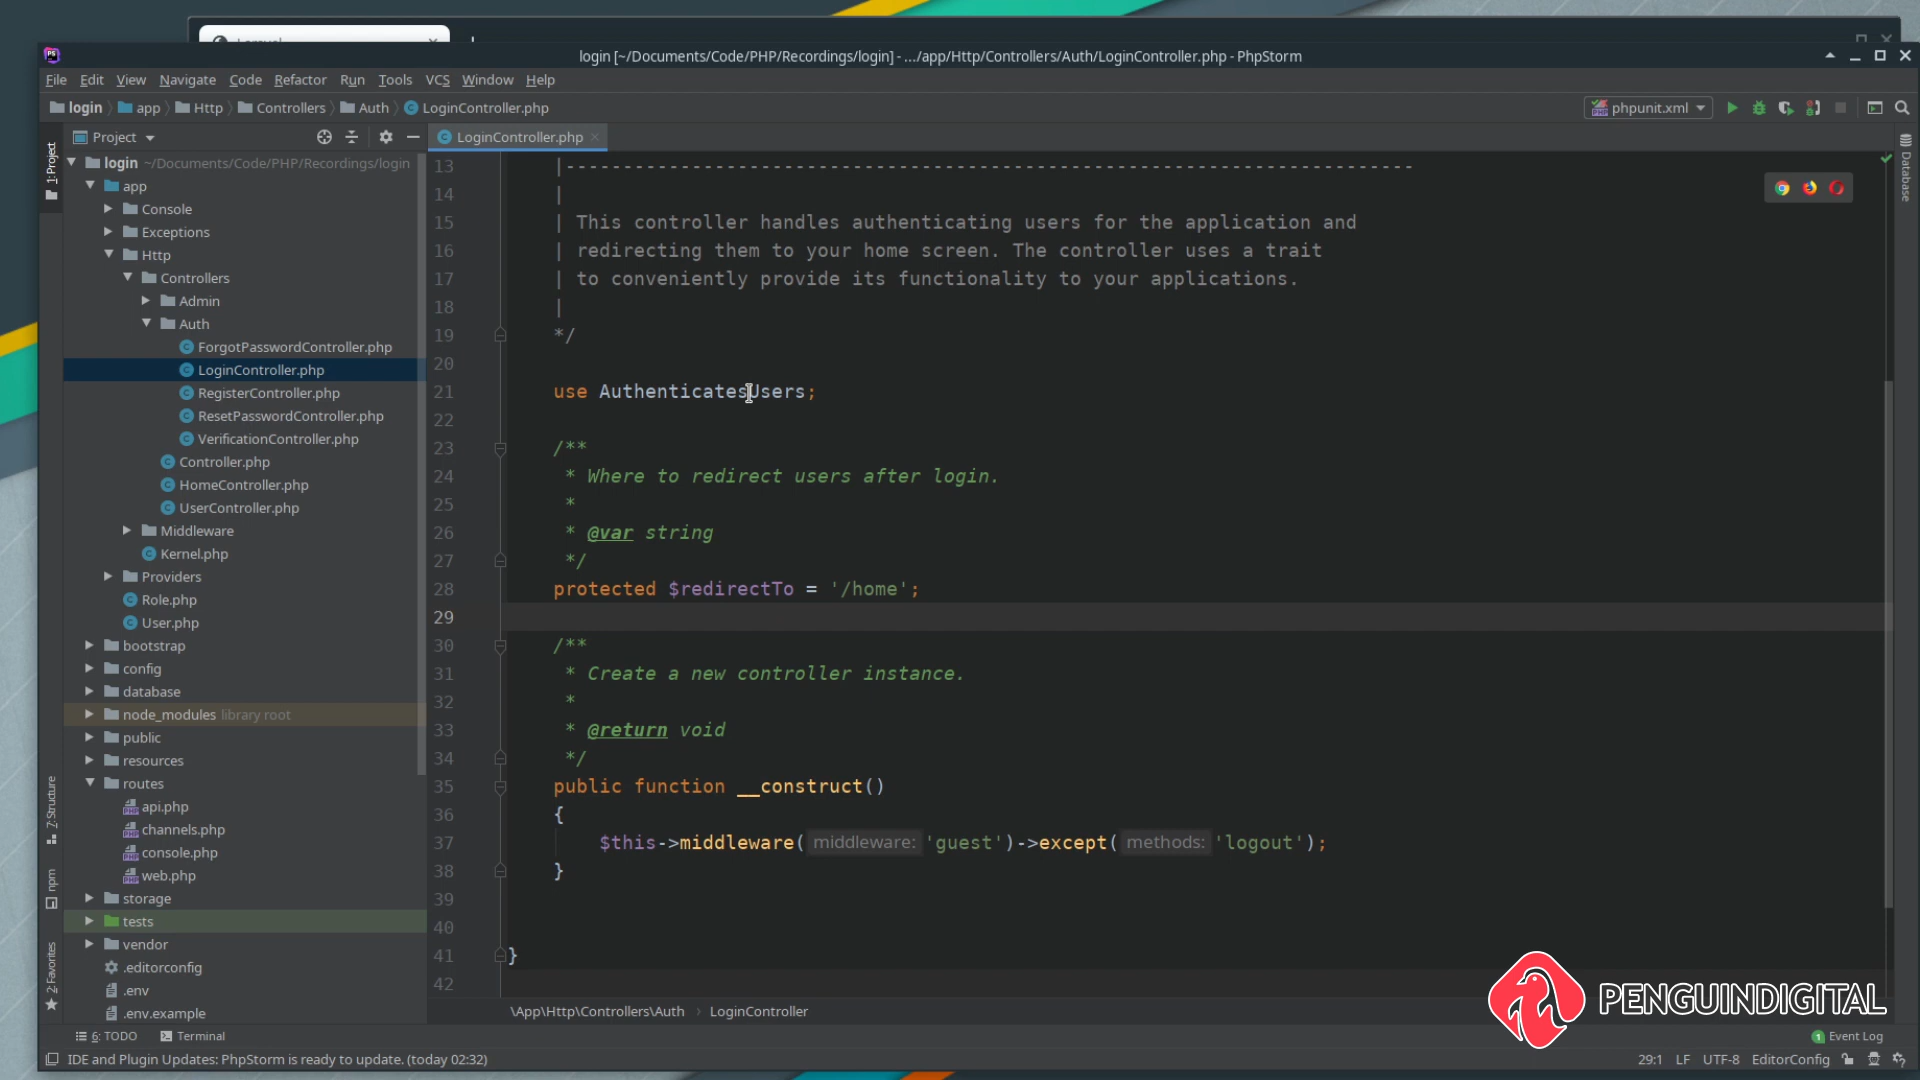 login [~/Documents/Code/PHP/Recordings/login] - .../app/Http/Controllers/Auth/LoginController.php - PhpStorm
File Edit View Navigate Code Refactor Run Tools VCS Window Help
login app Http Controllers Auth LoginController.php
phpunit.xml
Project
LoginController.php
1: Project
7: Structure
npm
2: Favorites
Database
login ~/Documents/Code/PHP/Recordings/login
app
Console
Exceptions
Http
Controllers
Admin
Auth
ForgotPasswordController.php
LoginController.php
RegisterController.php
ResetPasswordController.php
VerificationController.php
Controller.php
HomeController.php
UserController.php
Middleware
Kernel.php
Providers
Role.php
User.php
bootstrap
config
database
node_modules library root
public
resources
routes
api.php
channels.php
console.php
web.php
storage
tests
vendor
.editorconfig
.env
.env.example
13 |--------------------------------------------------------------------------
14 |
15 | This controller handles authenticating users for the application and
16 | redirecting them to your home screen. The controller uses a trait
17 | to conveniently provide its functionality to your applications.
18 |
19 */
20
21 use AuthenticatesUsers;
22
23 /**
24 * Where to redirect users after login.
25 *
26 * @var string
27 */
28 protected $redirectTo = '/home';
29
30 /**
31 * Create a new controller instance.
32 *
33 * @return void
34 */
35 public function __construct()
36 {
37 $this->middleware( middleware: 'guest')->except( methods: 'logout');
38 }
39
40
41 }
42
\App\Http\Controllers\Auth › LoginController
PENGUINDIGITAL
6: TODO Terminal
1 Event Log
IDE and Plugin Updates: PhpStorm is ready to update. (today 02:32)
29:1 LF UTF-8 EditorConfig